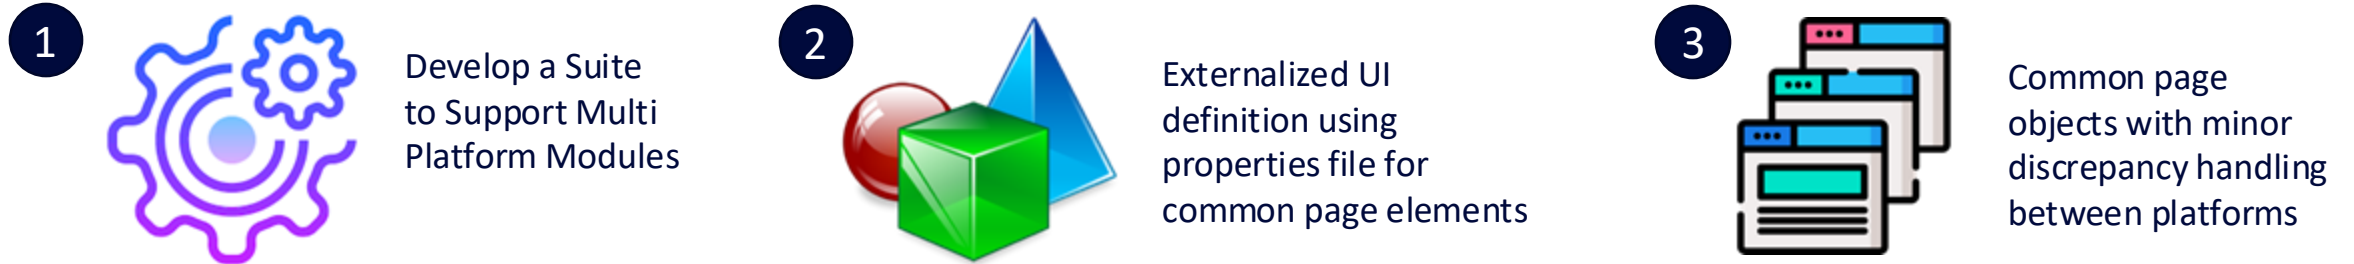 1
Develop a Suite
to Support Multi
Platform Modules
2
Externalized UI
definition using
properties file for
common page elements
3
Common page
objects with minor
discrepancy handling
between platforms